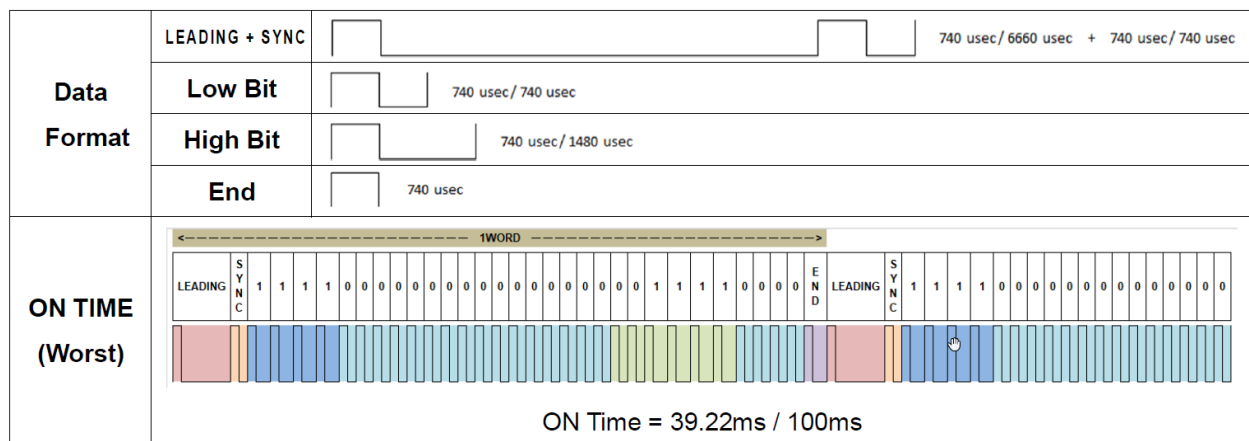 Data Format
LEADING + SYNC
740 usec/ 6660 usec + 740 usec/ 740 usec
Low Bit
740 usec/ 740 usec
High Bit
740 usec/ 1480 usec
End
740 usec
ON TIME
(Worst)
1WORD
LEADING SYNC 1 1 1 1 0 0 0 0 0 0 0 0 0 0 0 0 0 0 0 0 0 0 1 1 1 1 0 0 0 0 END LEADING SYNC 1 1 1 1 0 0 0 0 0 0 0 0 0 0 0 0 0 0
ON Time = 39.22ms / 100ms